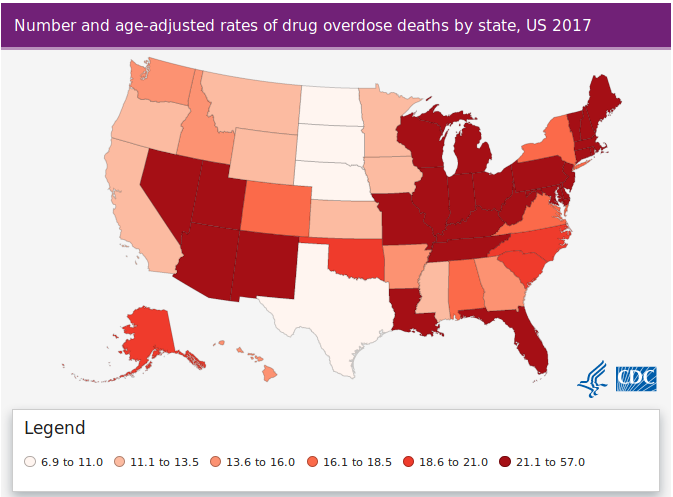 Number and age-adjusted rates of drug overdose deaths by state, US 2017
CDC
Legend
6.9 to 11.0 11.1 to 13.5 13.6 to 16.0 16.1 to 18.5 18.6 to 21.0 21.1 to 57.0